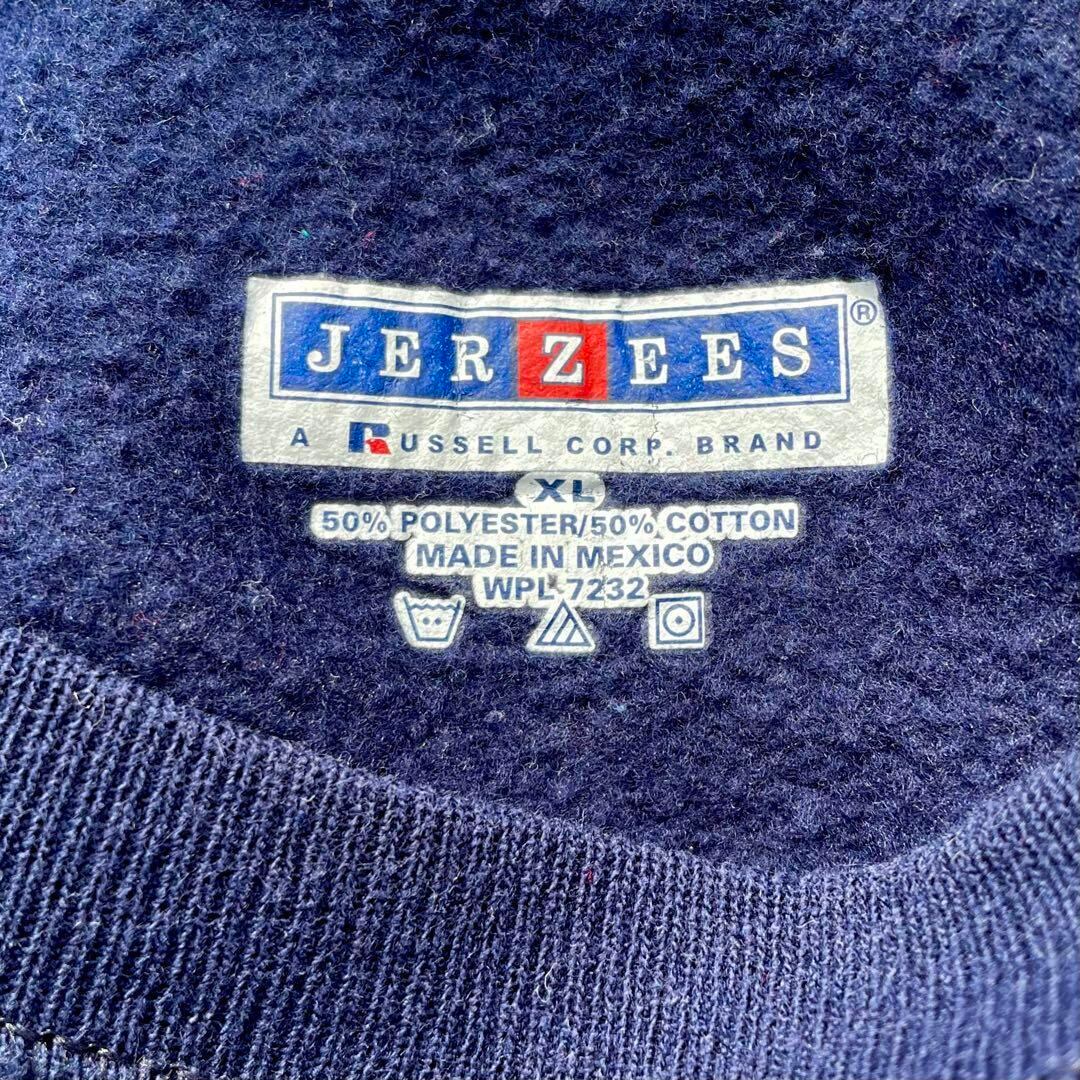 JERZEES®
A RUSSELL CORP. BRAND
XL
50% POLYESTER/50% COTTON
MADE IN MEXICO
WPL 7232